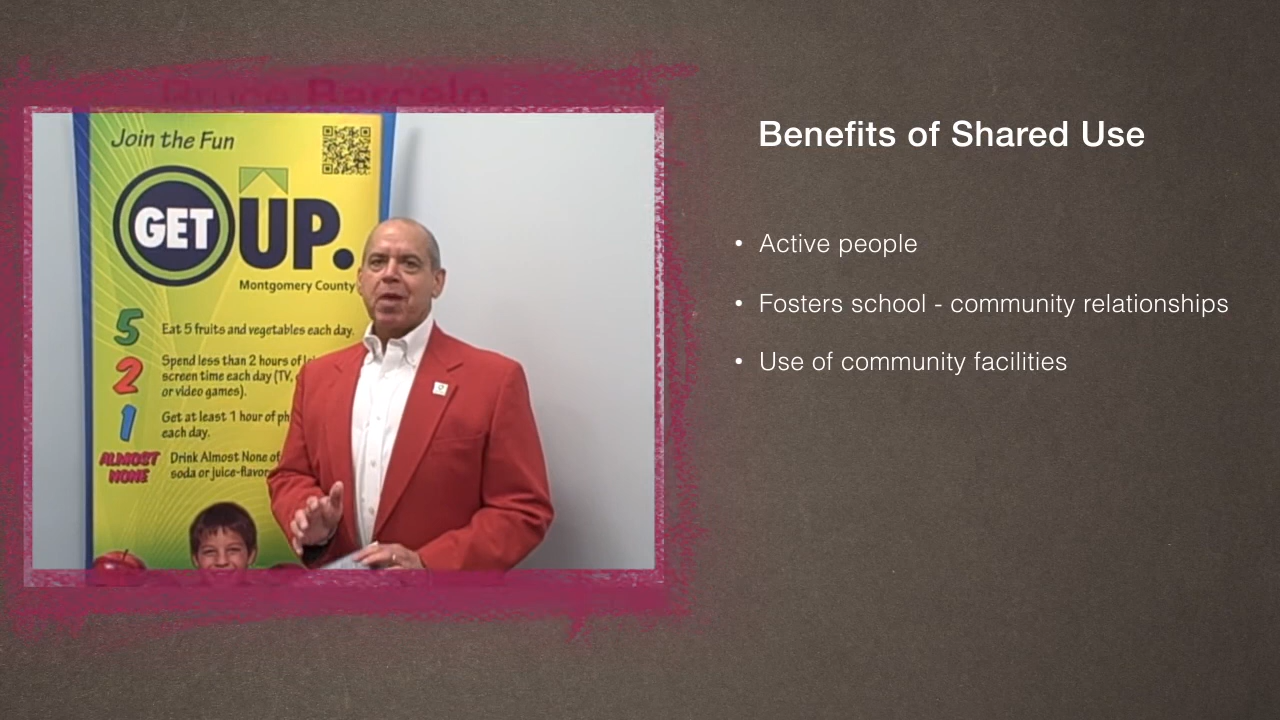 Bruce Barcelo
Join the Fun
GET UP.
Montgomery County
5 Eat 5 fruits and vegetables each day.
2 Spend less than 2 hours of
screen time each day (TV,
or video games).
1 Get at least 1 hour of
each day.
ALMOST NONE Drink Almost None of
soda or
Benefits of Shared Use
• Active people
• Fosters school - community relationships
• Use of community facilities